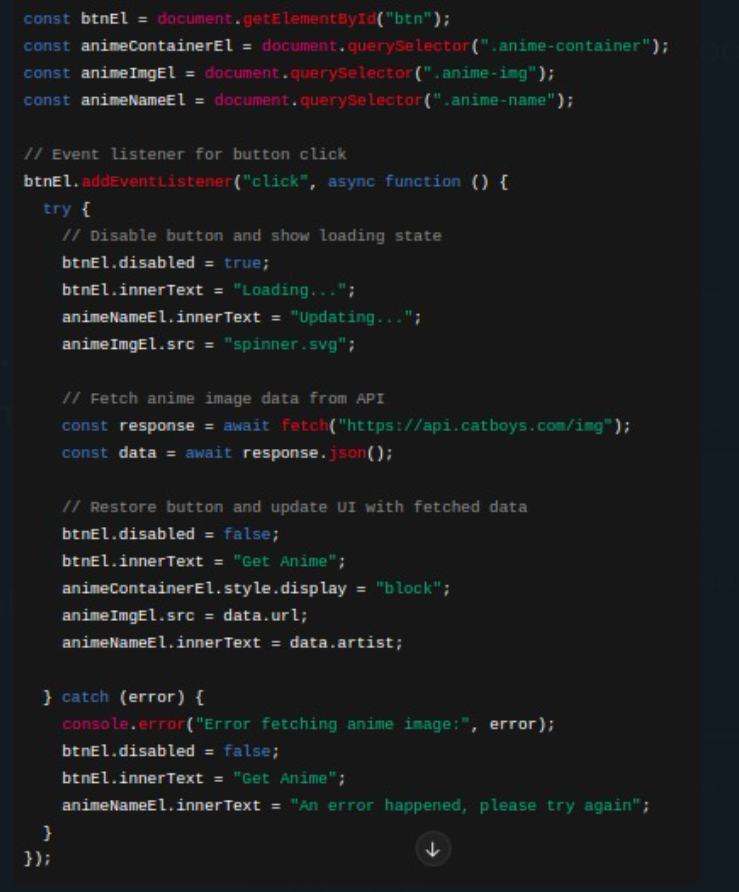 const btnEl = document.getElementById("btn");
const animeContainerEl = document.querySelector(".anime-container");
const animeImgEl = document.querySelector(".anime-img");
const animeNameEl = document.querySelector(".anime-name");

// Event listener for button click
btnEl.addEventListener("click", async function () {
  try {
    // Disable button and show loading state
    btnEl.disabled = true;
    btnEl.innerText = "Loading...";
    animeNameEl.innerText = "Updating...";
    animeImgEl.src = "spinner.svg";

    // Fetch anime image data from API
    const response = await fetch("https://api.catboys.com/img");
    const data = await response.json();

    // Restore button and update UI with fetched data
    btnEl.disabled = false;
    btnEl.innerText = "Get Anime";
    animeContainerEl.style.display = "block";
    animeImgEl.src = data.url;
    animeNameEl.innerText = data.artist;

  } catch (error) {
    console.error("Error fetching anime image:", error);
    btnEl.disabled = false;
    btnEl.innerText = "Get Anime";
    animeNameEl.innerText = "An error happened, please try again";
  }
});